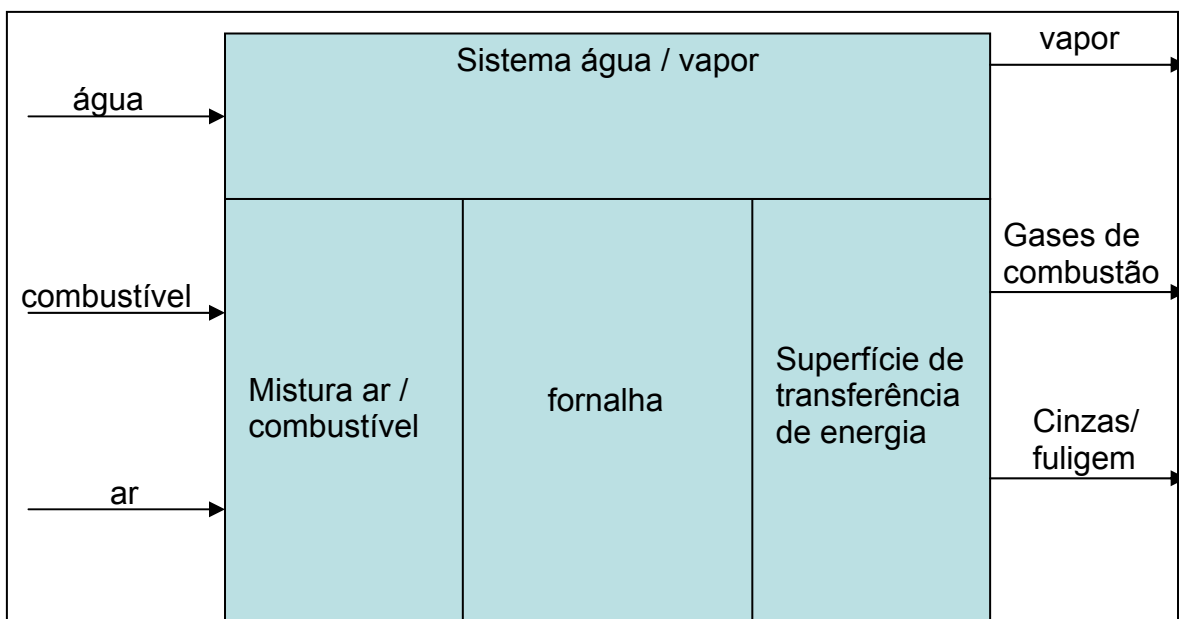 Sistema água / vapor
vapor
água
combustível
ar
Mistura ar /
combustível
fornalha
Superfície de
transferência
de energia
Gases de
combustão
Cinzas/
fuligem